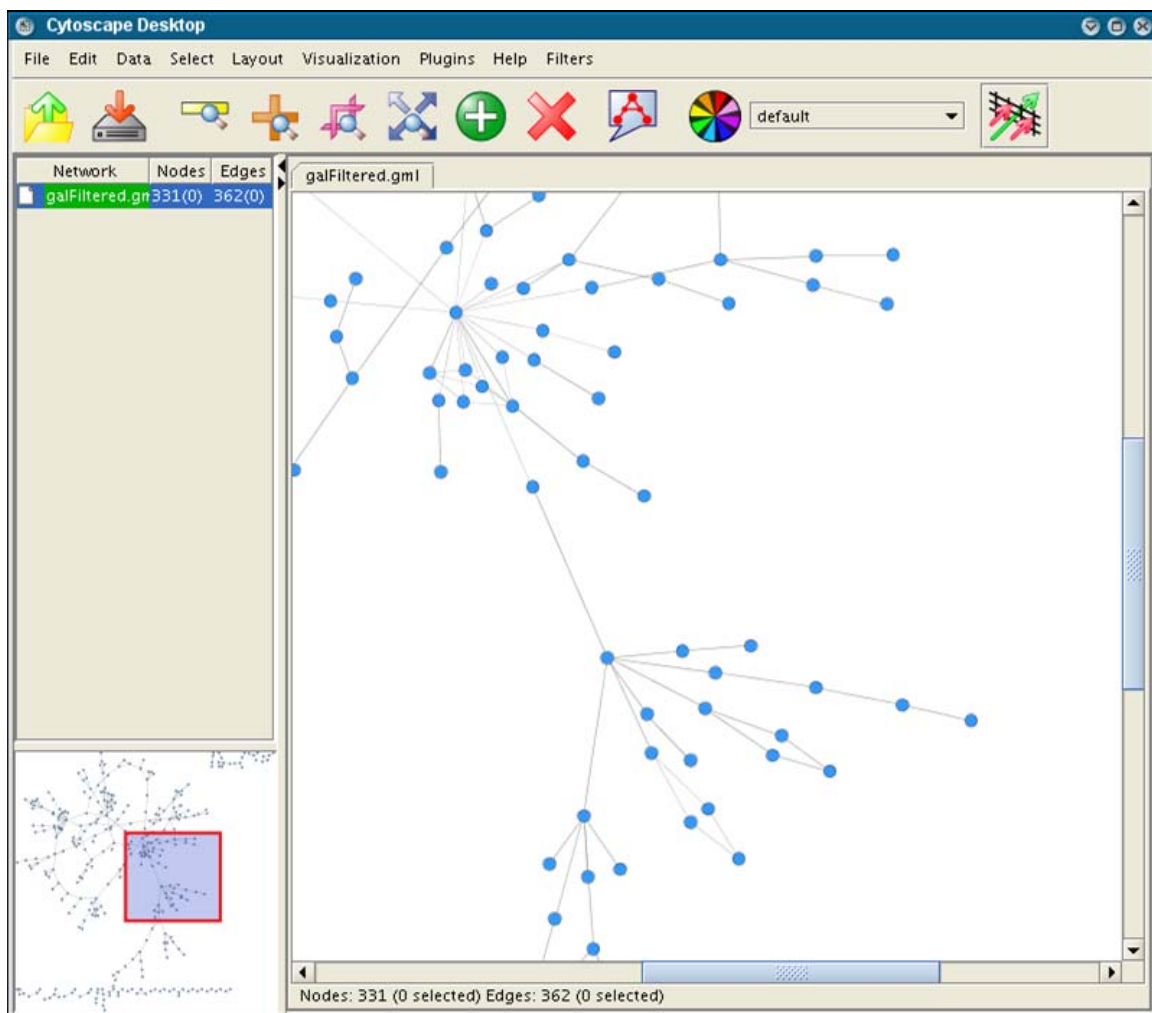 Cytoscape Desktop
File Edit Data Select Layout Visualization Plugins Help Filters
default
Network Nodes Edges
galFiltered.gm 331(0) 362(0)
galFiltered.gml
Nodes: 331 (0 selected) Edges: 362 (0 selected)